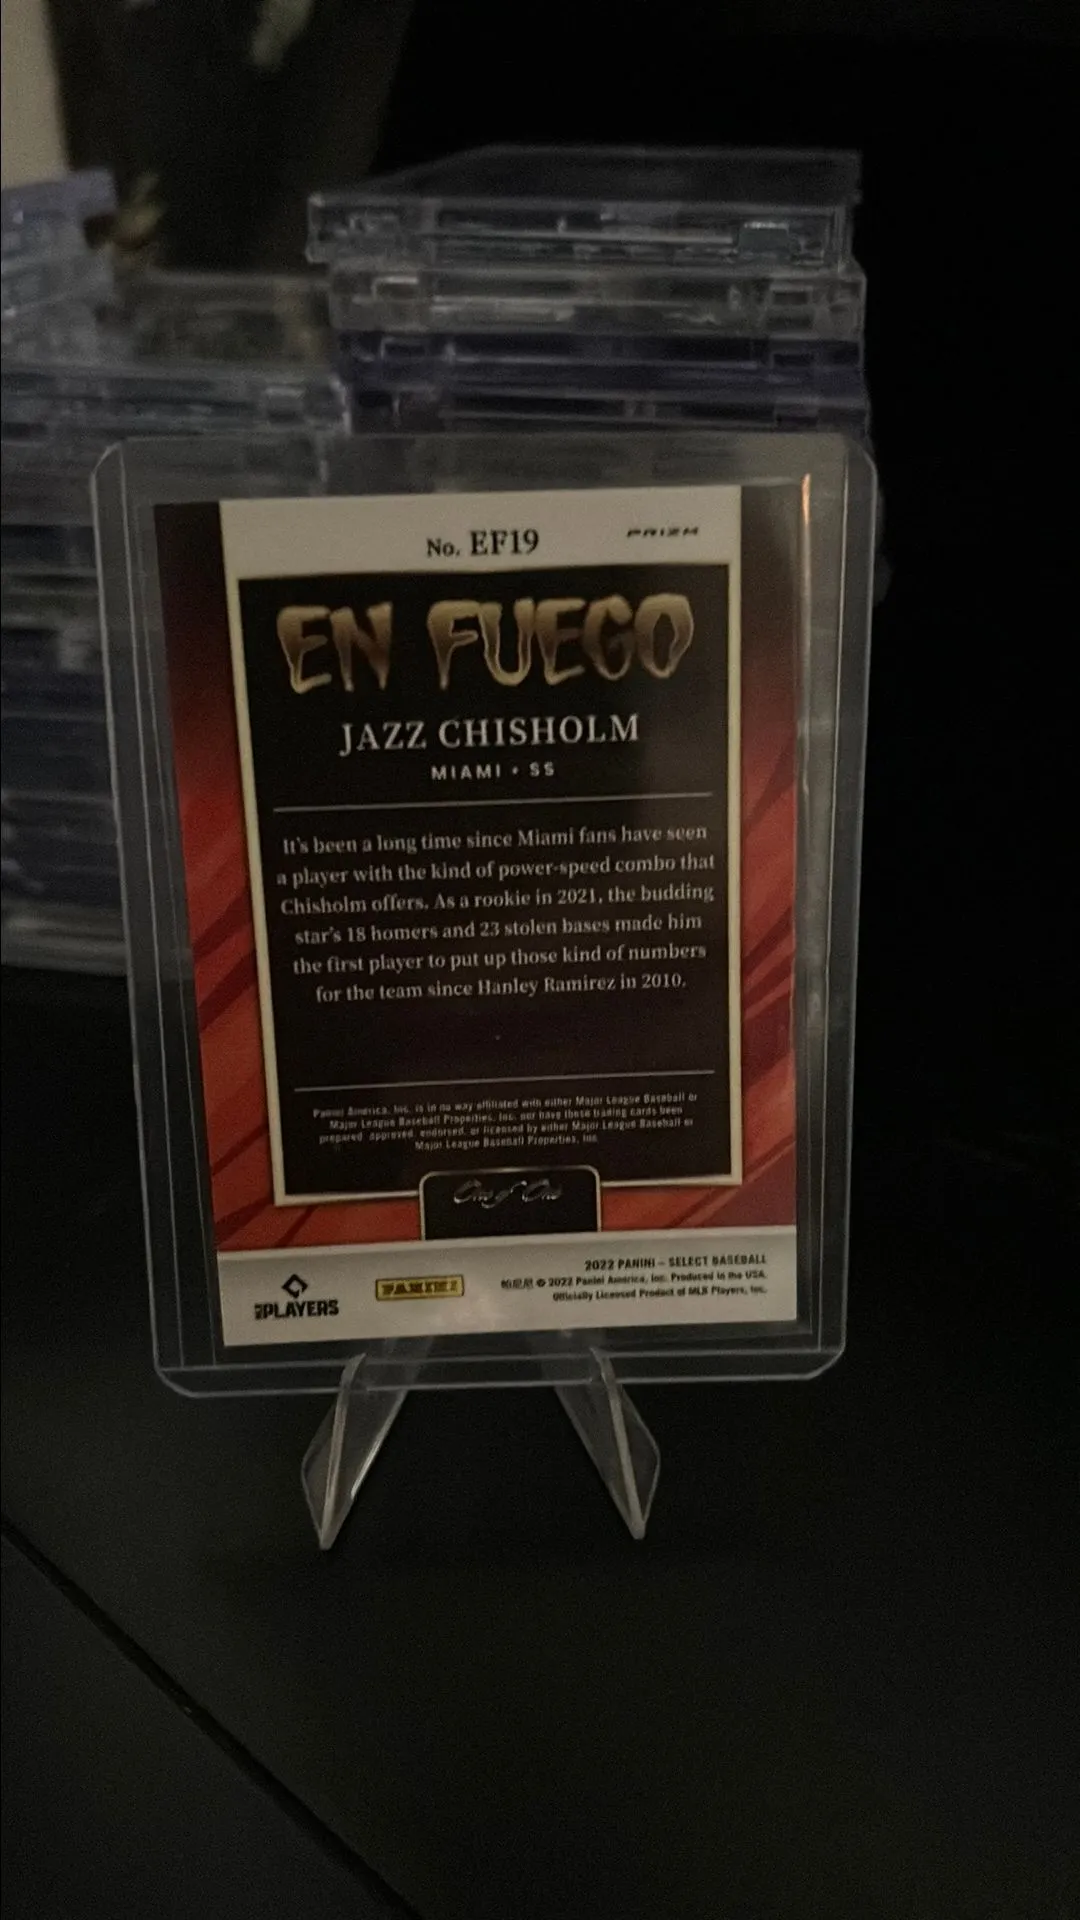 No. EF19
PRIZM
EN FUEGO
JAZZ CHISHOLM
MIAMI • SS
It's been a long time since Miami fans have seen
a player with the kind of power-speed combo that
Chisholm offers. As a rookie in 2021, the budding
star's 18 homers and 23 stolen bases made him
the first player to put up those kind of numbers
for the team since Hanley Ramirez in 2010.
Panini America, Inc. is in no way affiliated with either Major League Baseball or
Major League Baseball Properties, Inc. nor have these trading cards been
prepared, approved, endorsed, or licensed by either Major League Baseball or
Major League Baseball Properties, Inc.
One of One
2022 PANINI – SELECT BASEBALL
帕尼尼 © 2022 Panini America, Inc. Produced in the USA.
Officially Licensed Product of MLB Players, Inc.
PLAYERS
PANINI